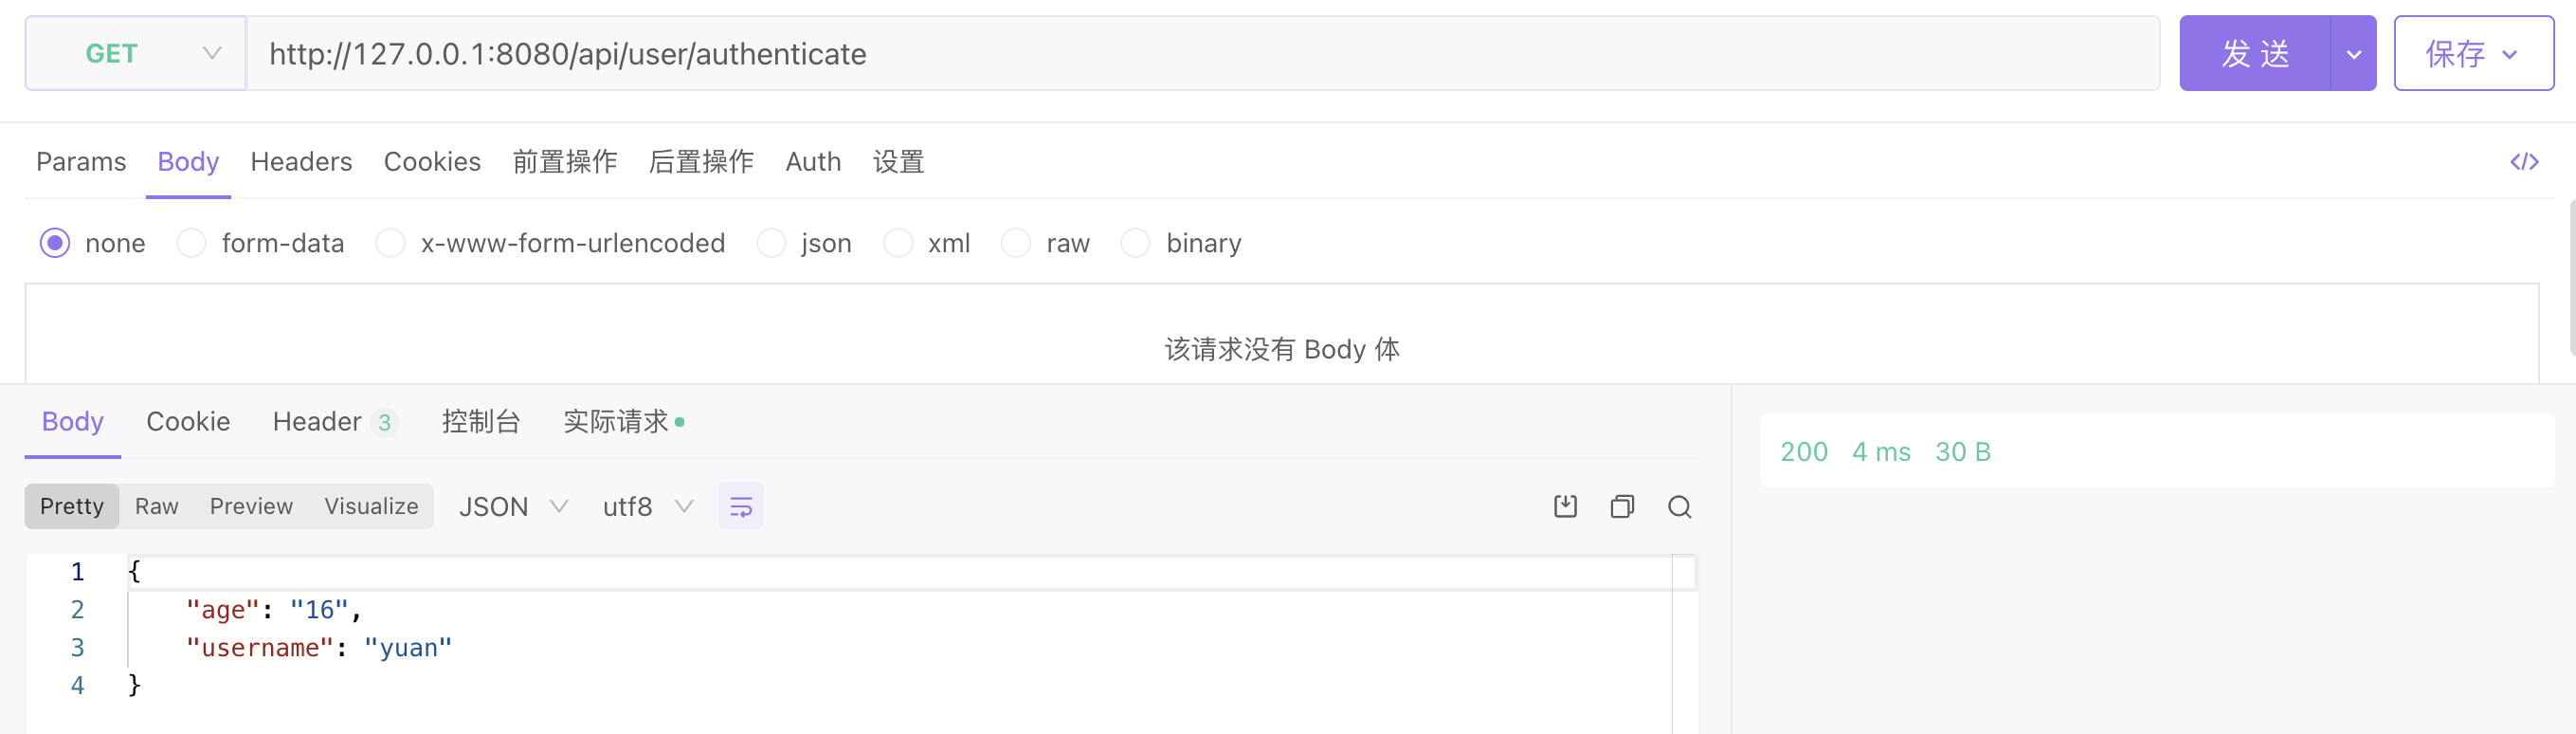 GET http://127.0.0.1:8080/api/user/authenticate 发 送 保存
Params Body Headers Cookies 前置操作 后置操作 Auth 设置 </>
none form-data x-www-form-urlencoded json xml raw binary
该请求没有 Body 体
Body Cookie Header 3 控制台 实际请求
200 4 ms 30 B
Pretty Raw Preview Visualize JSON utf8
1 {
2 "age": "16",
3 "username": "yuan"
4 }